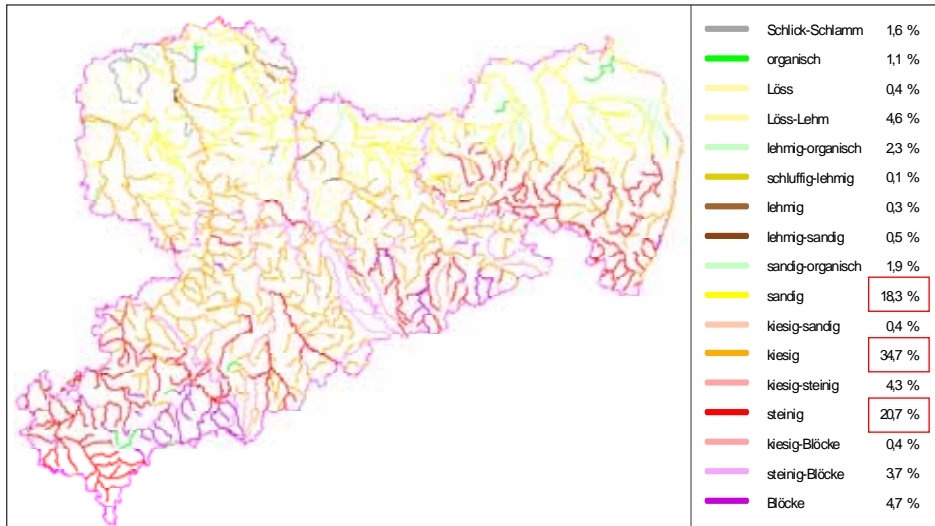 Schlick-Schlamm 1,6 %
organisch 1,1 %
Löss 0,4 %
Löss-Lehm 4,6 %
lehmig-organisch 2,3 %
schluffig-lehmig 0,1 %
lehmig 0,3 %
lehmig-sandig 0,5 %
sandig-organisch 1,9 %
sandig 18,3 %
kiesig-sandig 0,4 %
kiesig 34,7 %
kiesig-steinig 4,3 %
steinig 20,7 %
kiesig-Blöcke 0,4 %
steinig-Blöcke 3,7 %
Blöcke 4,7 %